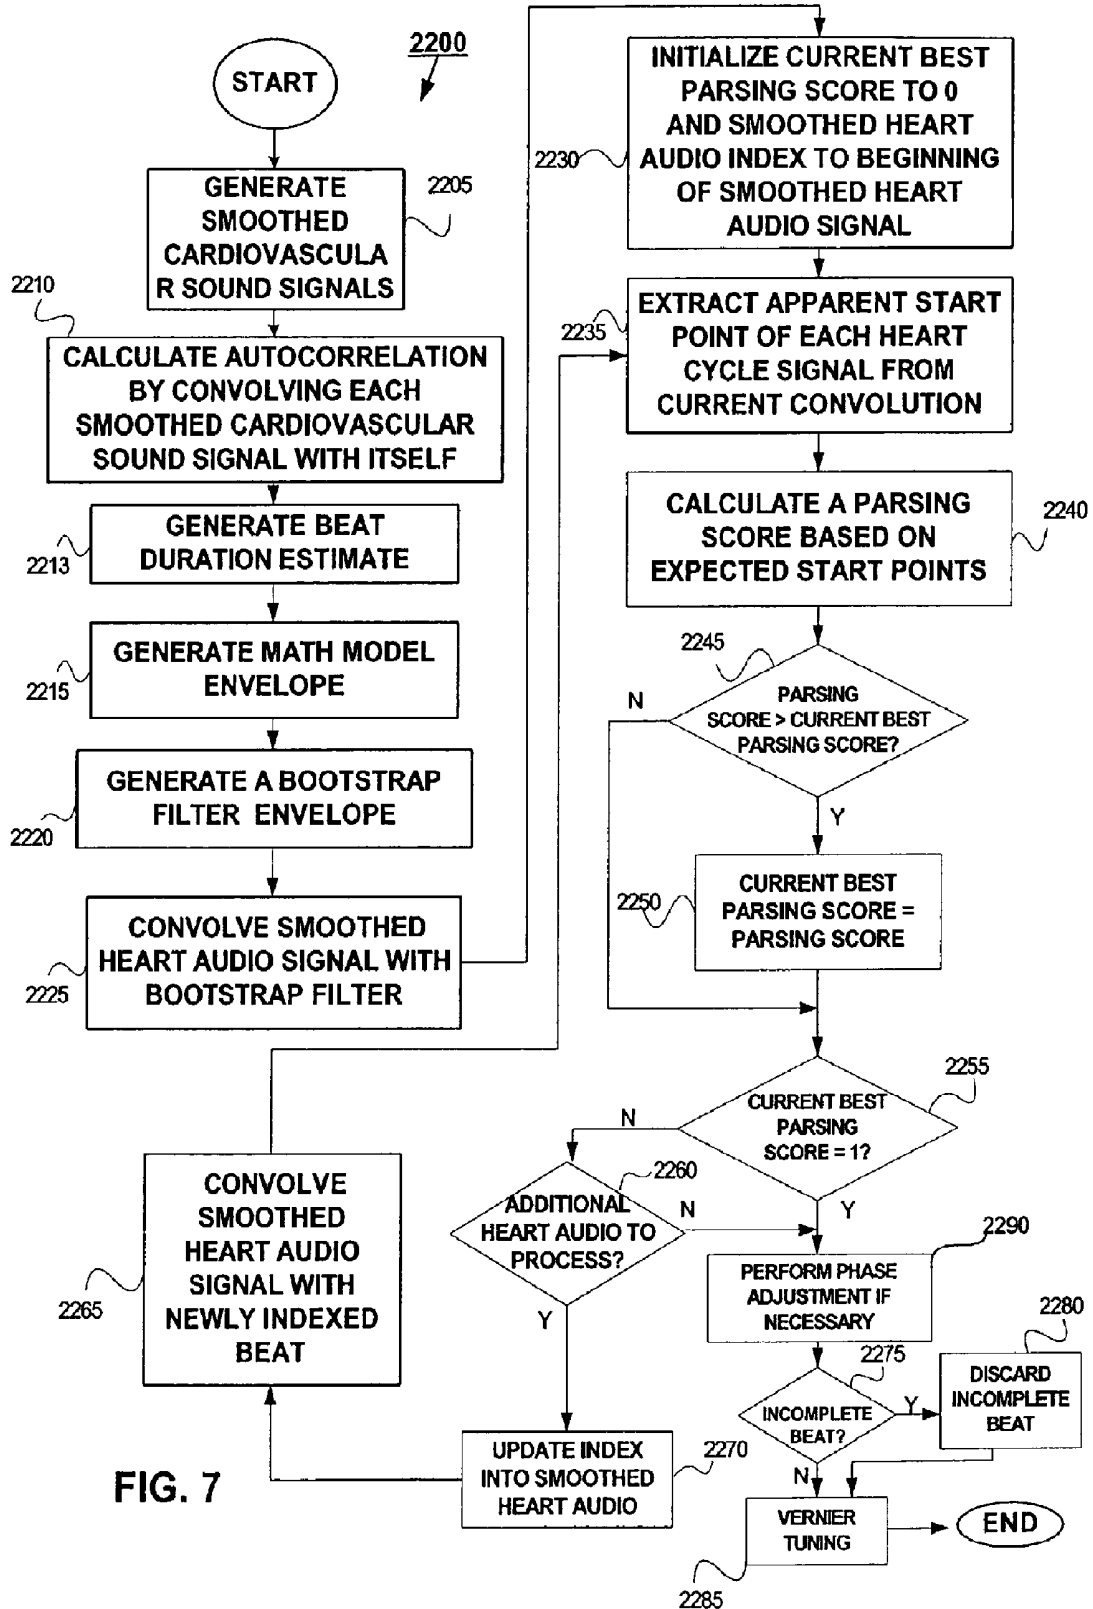 2200
START
GENERATE
SMOOTHED
CARDIOVASCULA
R SOUND SIGNALS
2205
2210
CALCULATE AUTOCORRELATION
BY CONVOLVING EACH
SMOOTHED CARDIOVASCULAR
SOUND SIGNAL WITH ITSELF
GENERATE BEAT
DURATION ESTIMATE
2213
GENERATE MATH MODEL
ENVELOPE
2215
GENERATE A BOOTSTRAP
FILTER ENVELOPE
2220
CONVOLVE SMOOTHED
HEART AUDIO SIGNAL WITH
BOOTSTRAP FILTER
2225
INITIALIZE CURRENT BEST
PARSING SCORE TO 0
AND SMOOTHED HEART
AUDIO INDEX TO BEGINNING
OF SMOOTHED HEART
AUDIO SIGNAL
2230
EXTRACT APPARENT START
POINT OF EACH HEART
CYCLE SIGNAL FROM
CURRENT CONVOLUTION
2235
CALCULATE A PARSING
SCORE BASED ON
EXPECTED START POINTS
2240
2245
PARSING
SCORE > CURRENT BEST
PARSING SCORE?
N
Y
CURRENT BEST
PARSING SCORE =
PARSING SCORE
2250
2255
CURRENT BEST
PARSING
SCORE = 1?
N
Y
2260
ADDITIONAL
HEART AUDIO TO
PROCESS?
N
Y
CONVOLVE
SMOOTHED
HEART AUDIO
SIGNAL WITH
NEWLY INDEXED
BEAT
2265
UPDATE INDEX
INTO SMOOTHED
HEART AUDIO
2270
2290
PERFORM PHASE
ADJUSTMENT IF
NECESSARY
2275
INCOMPLETE
BEAT?
Y
N
2280
DISCARD
INCOMPLETE
BEAT
VERNIER
TUNING
2285
END
FIG. 7